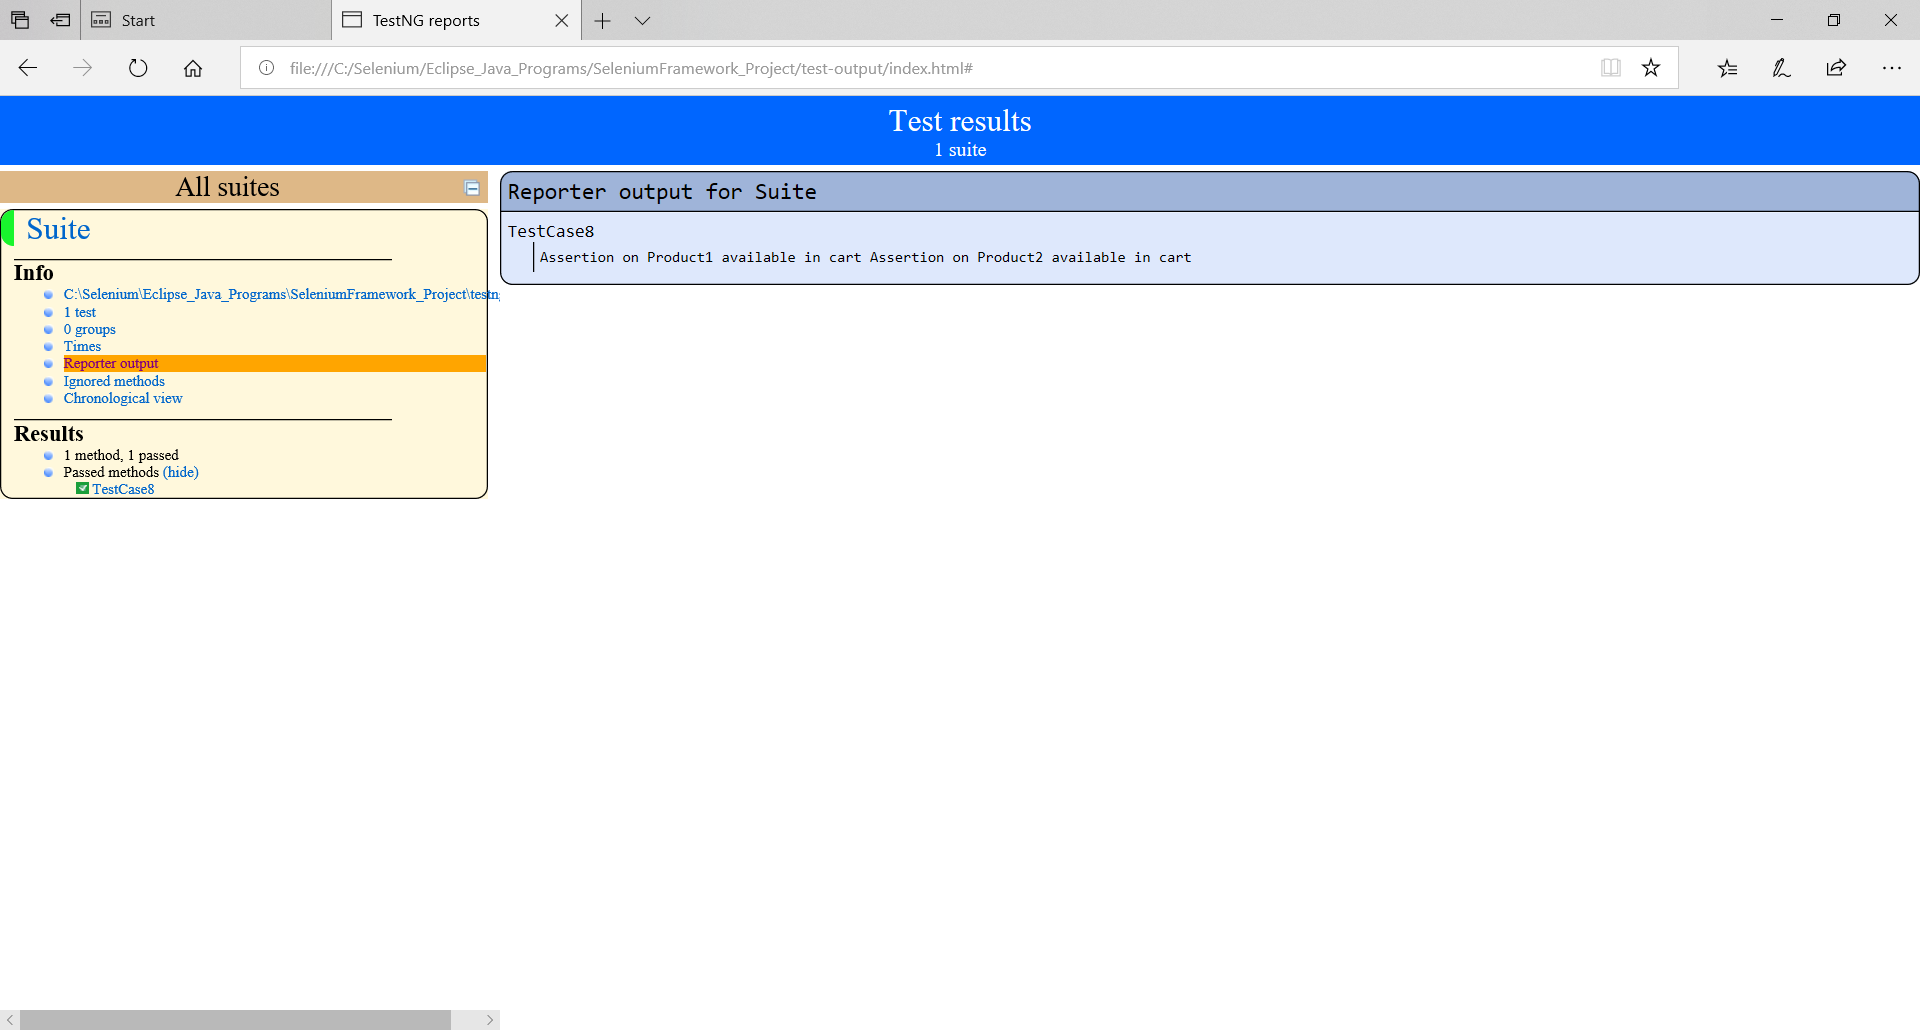 Start
TestNG reports
file:///C:/Selenium/Eclipse_Java_Programs/SeleniumFramework_Project/test-output/index.html#
Test results
1 suite
All suites
Suite
Info
C:\Selenium\Eclipse_Java_Programs\SeleniumFramework_Project\testn
1 test
0 groups
Times
Reporter output
Ignored methods
Chronological view
Results
1 method, 1 passed
Passed methods (hide)
TestCase8
Reporter output for Suite
TestCase8
Assertion on Product1 available in cart Assertion on Product2 available in cart